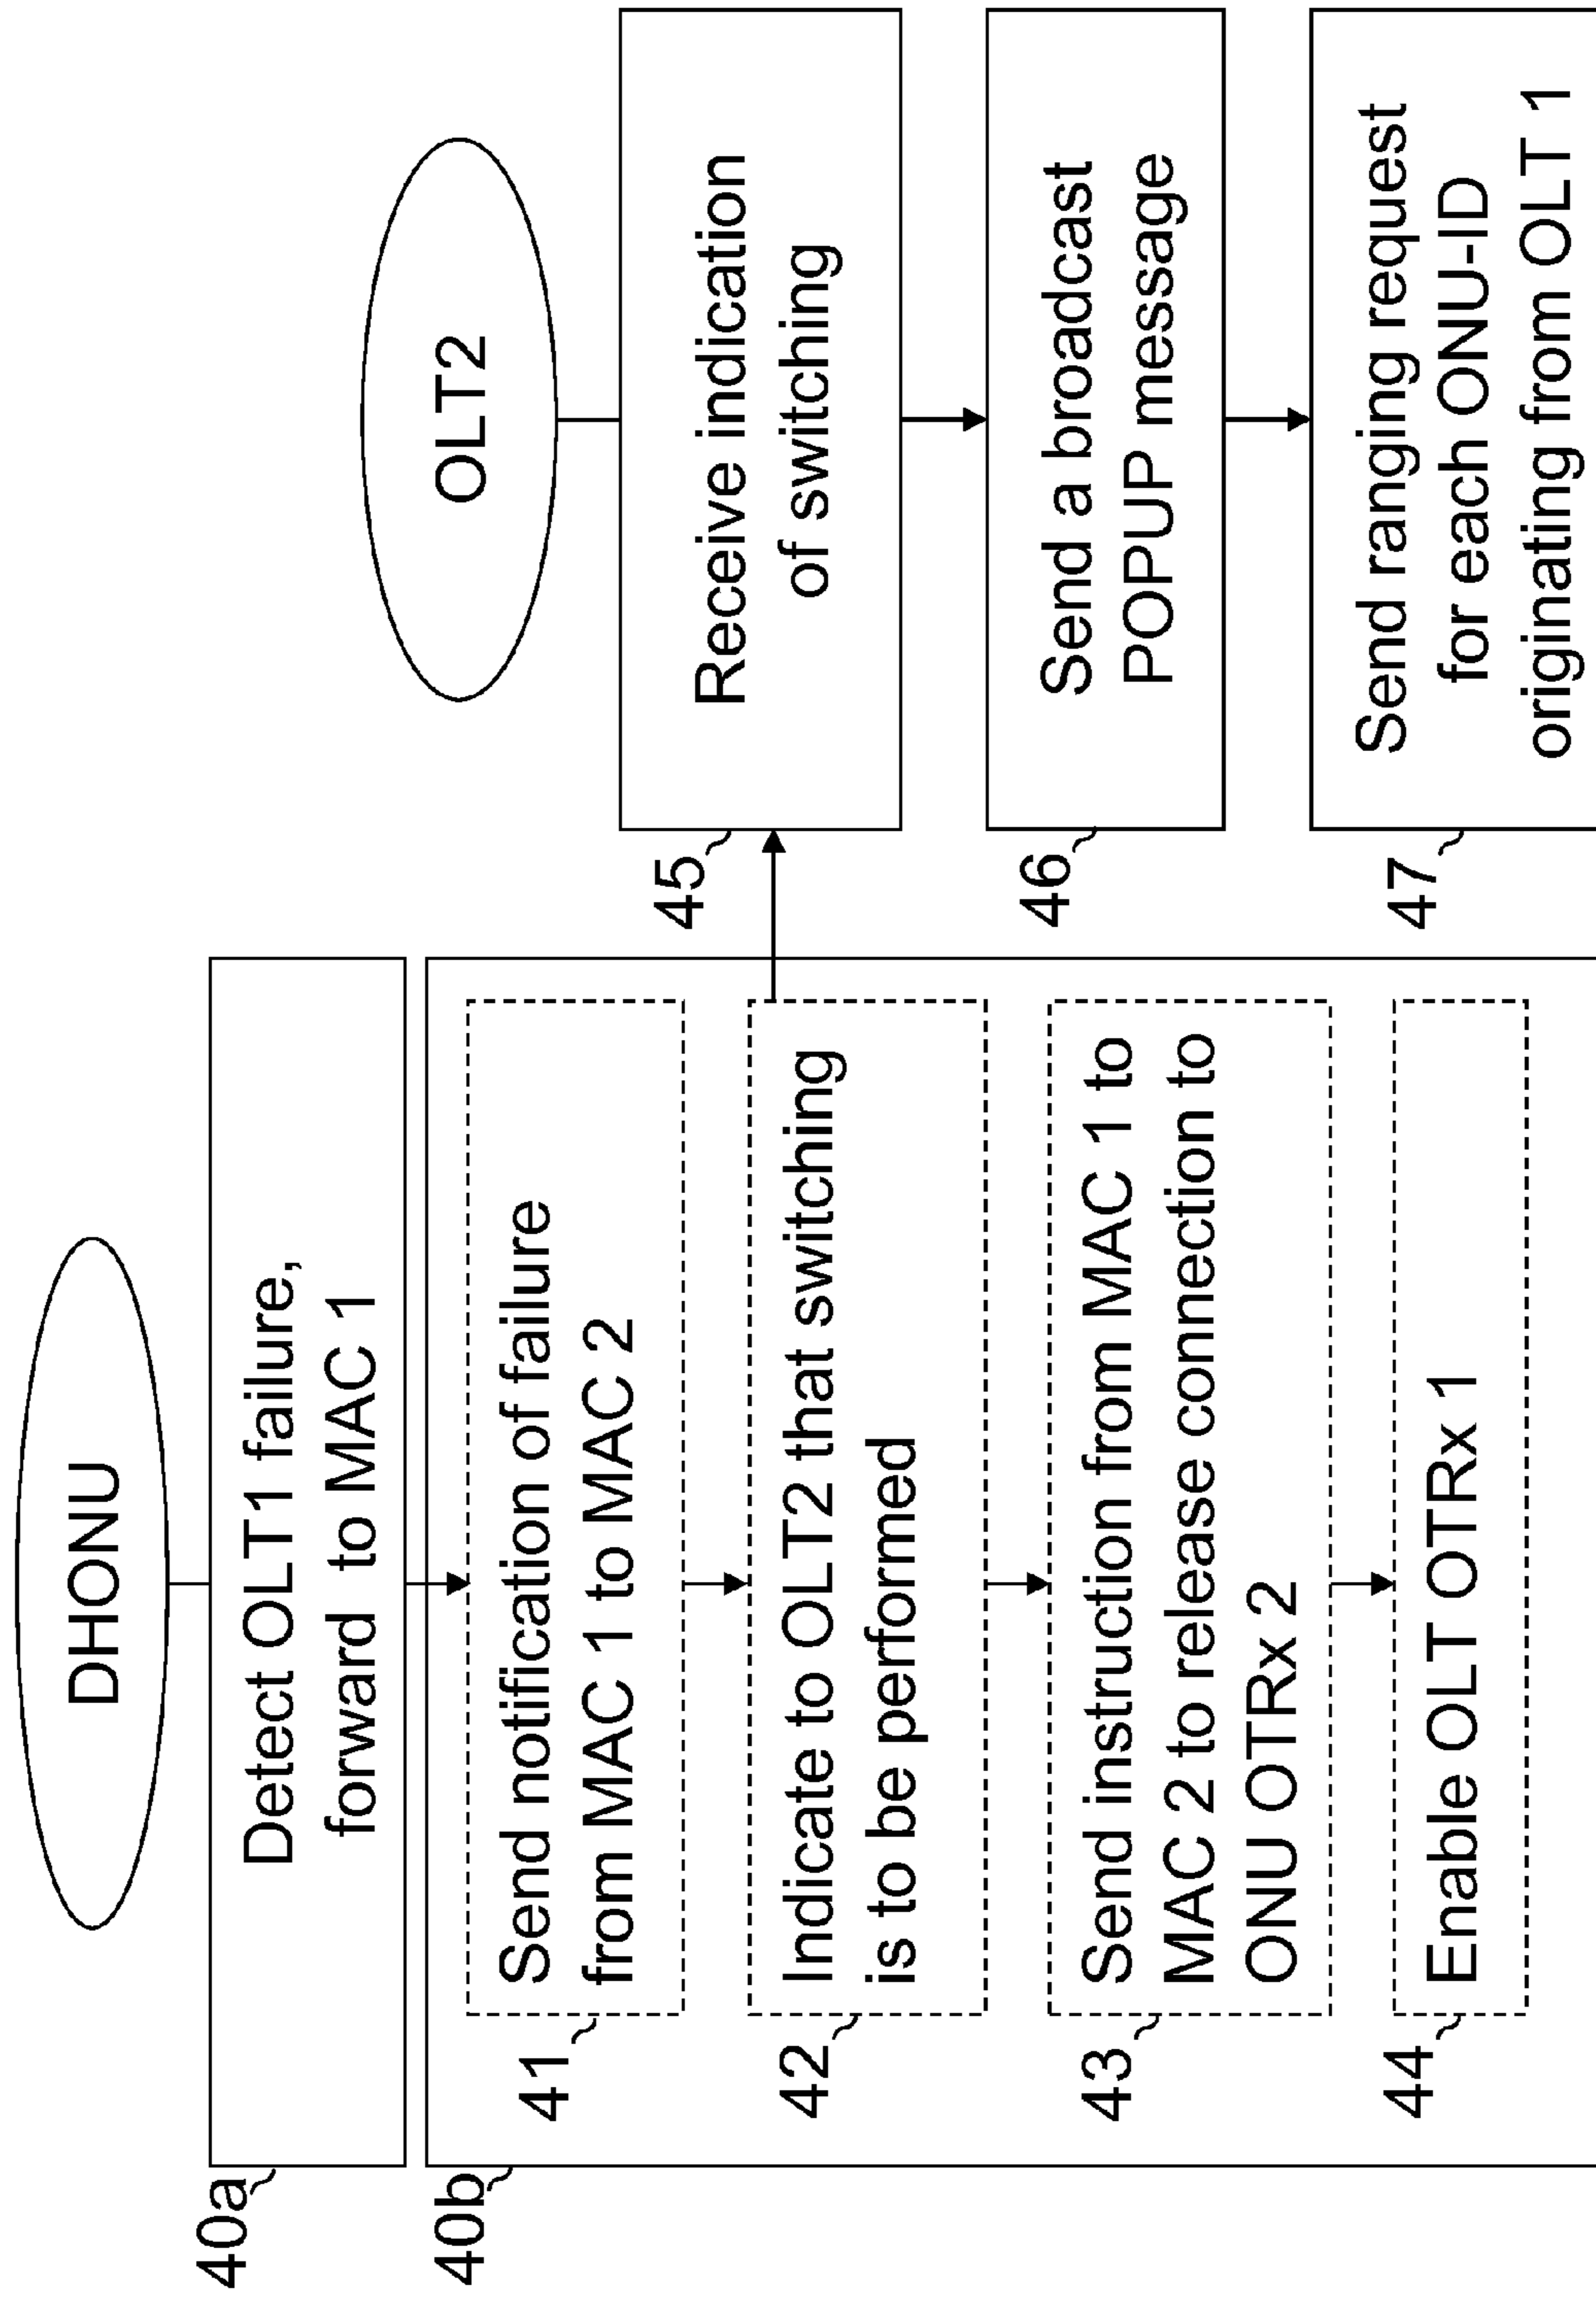 DHONU
40a
Detect OLT1 failure,
forward to MAC 1
40b
41
Send notification of failure
from MAC 1 to MAC 2
42
Indicate to OLT2 that switching
is to be performed
43
Send instruction from MAC 1 to
MAC 2 to release connection to
ONU OTRx 2
44
Enable OLT OTRx 1
OLT2
45
Receive indication
of switching
46
Send a broadcast
POPUP message
47
Send ranging request
for each ONU-ID
originating from OLT 1